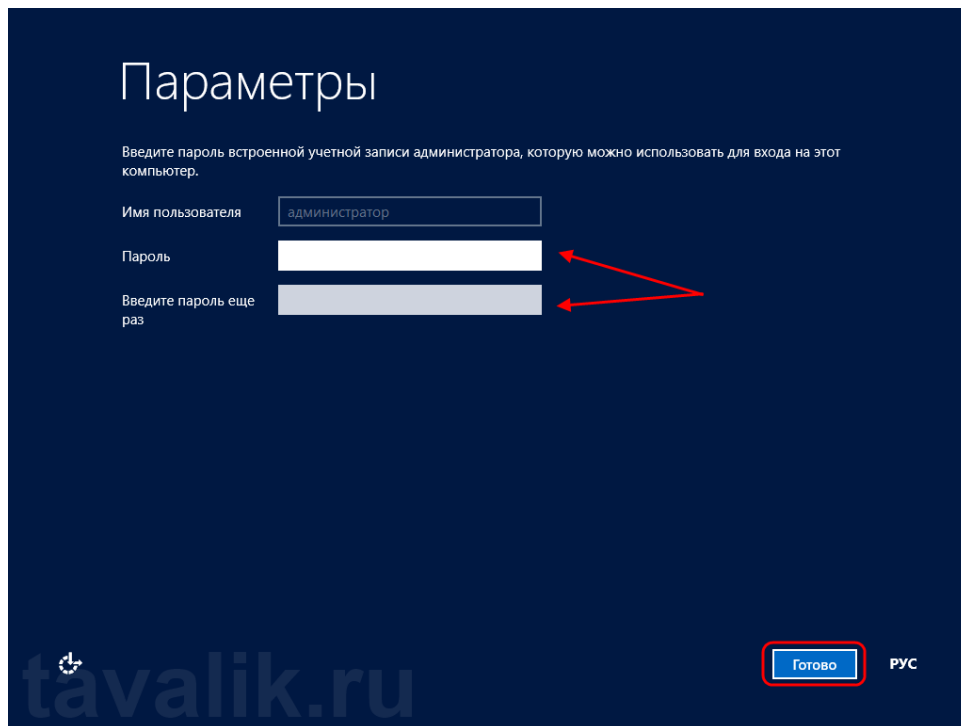 Параметры
Введите пароль встроенной учетной записи администратора, которую можно использовать для входа на этот
компьютер.
Имя пользователя
администратор
Пароль
Введите пароль еще
раз
Готово
РУС
tavalik.ru